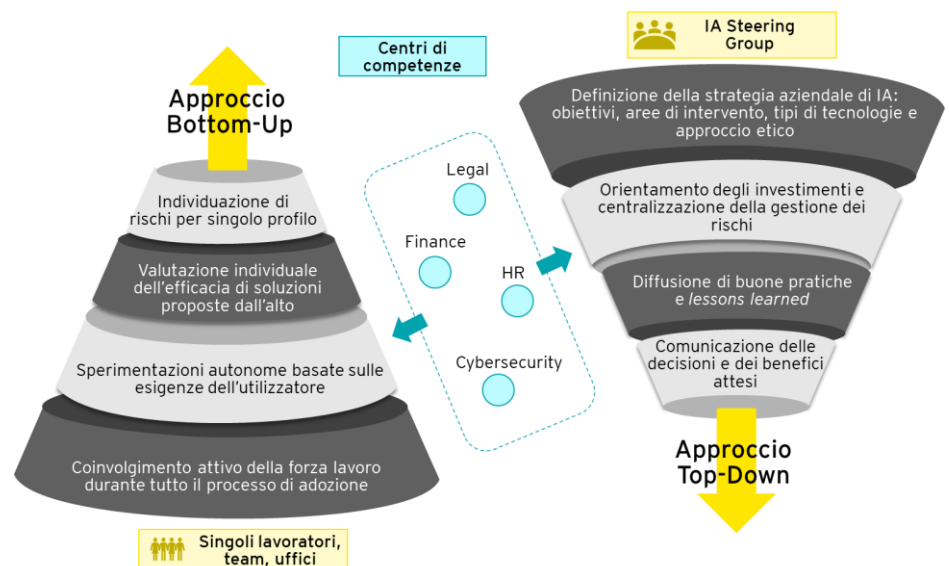 Approccio
Bottom-Up
Individuazione di
rischi per singolo profilo
Valutazione individuale
dell'efficacia di soluzioni
proposte dall'alto
Sperimentazioni autonome basate sulle
esigenze dell'utilizzatore
Coinvolgimento attivo della forza lavoro
durante tutto il processo di adozione
Singoli lavoratori,
team, uffici
Centri di
competenze
Legal
Finance
HR
Cybersecurity
IA Steering
Group
Definizione della strategia aziendale di IA:
obiettivi, aree di intervento, tipi di tecnologie e
approccio etico
Orientamento degli investimenti e
centralizzazione della gestione dei
rischi
Diffusione di buone pratiche
e lessons learned
Comunicazione delle
decisioni e dei benefici
attesi
Approccio
Top-Down